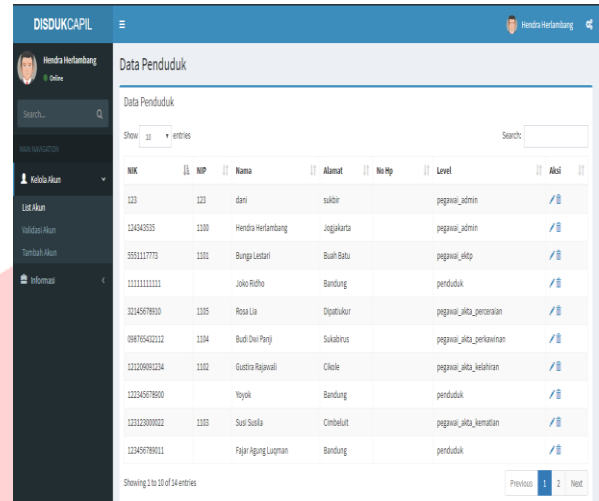 DISDUKCAPIL
Hendra Herlambang
Hendra Herlambang
Online
Search...
MAIN NAVIGATION
Kelola Akun
List Akun
Validasi Akun
Tambah Akun
Informasi
Data Penduduk
Data Penduduk
Show 10 entries Search:
NIK NIP Nama Alamat No Hp Level Aksi
123 123 dani sukbir pegawai_admin
124343535 1100 Hendra Herlambang Jogjakarta pegawai_admin
5551117773 1101 Bunga Lestari Buah Batu pegawai_ektp
11111111111 Joko Ridho Bandung penduduk
32145678910 1105 Rosa Lia Dipatiukur pegawai_akta_perceraian
098765432112 1104 Budi Dwi Panji Sukabirus pegawai_akta_perkawinan
121209091234 1102 Gustira Rajawali Cikole pegawai_akta_kelahiran
122345678900 Yoyok Bandung penduduk
123123000022 1103 Susi Susila Cimbeluit pegawai_akta_kematian
123456789011 Fajar Agung Luqman Bandung penduduk
Showing 1 to 10 of 14 entries
Previous 1 2 Next